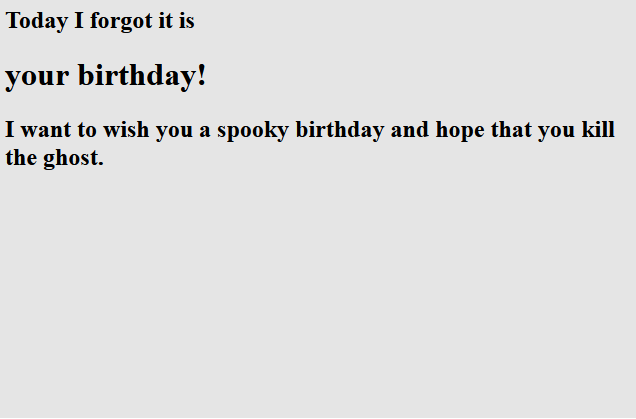 Today I forgot it is
your birthday!
I want to wish you a spooky birthday and hope that you kill
the ghost.